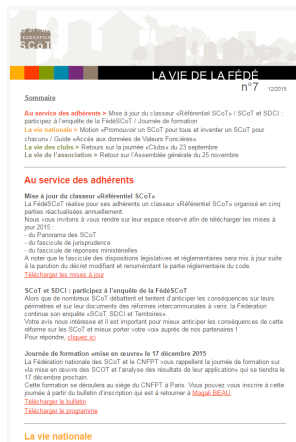 FÉDÉRATION
SCoT
LA VIE DE LA FÉDÉ
n°7 12/2015
Sommaire
Au service des adhérents > Mise à jour du classeur «Référentiel SCoT» / SCoT et SDCI :
participez à l'enquête de la FédéSCoT / Journée de formation
La vie nationale > Motion «Promouvoir un SCoT pour tous et inventer un SCoT pour
chacun» / Guide «Accès aux données de Valeurs Foncières»
La vie des clubs > Retours sur la journée «Clubs» du 23 septembre
La vie de l'association > Retour sur l'Assemblée générale du 25 novembre
Au service des adhérents
Mise à jour du classeur «Référentiel SCoT»
La FédéSCoT réalise pour ses adhérents un classeur «Référentiel SCoT» organisé en cinq
parties réactualisées annuellement.
Nous vous invitons à vous rendre sur leur espace réservé afin de télécharger les mises à
jour 2015 :
- du Panorama des SCoT
- du fascicule de jurisprudence
- du fascicule de réponses ministérielles
A noter que le fascicule des dispositions législatives et réglementaires sera mis à jour suite
à la parution du décret modifiant et renumérotant la partie réglementaire du code.
Télécharger les mises à jour
SCoT et SDCI : participez à l'enquête de la FédéSCoT
Alors que de nombreux SCoT débattent et tentent d'anticiper les conséquences sur leurs
périmètres et sur leur documents des réformes intercommunales à venir, la Fédération
continue son enquête «SCoT, SDCI et Territoires».
Votre avis nous intéresse et il est important pour mieux anticiper les conséquences de cette
réforme sur les SCoT et mieux porter votre voix auprès de nos partenaires !
Pour répondre, cliquez ici
Journée de formation «mise en œuvre» le 17 décembre 2015
La Fédération nationale des SCoT et le CNFPT vous rappellent la journée de formation sur
«la mise en œuvre des SCOT et l'analyse des résultats de leur application» qui se tiendra le
17 décembre prochain.
Cette formation se déroulera au siège du CNFPT à Paris. Vous pouvez vous inscrire à cette
journée à partir du bulletin d'inscription qui est à retourner à Magali BEAU.
Télécharger le bulletin
Télécharger le programme
La vie nationale